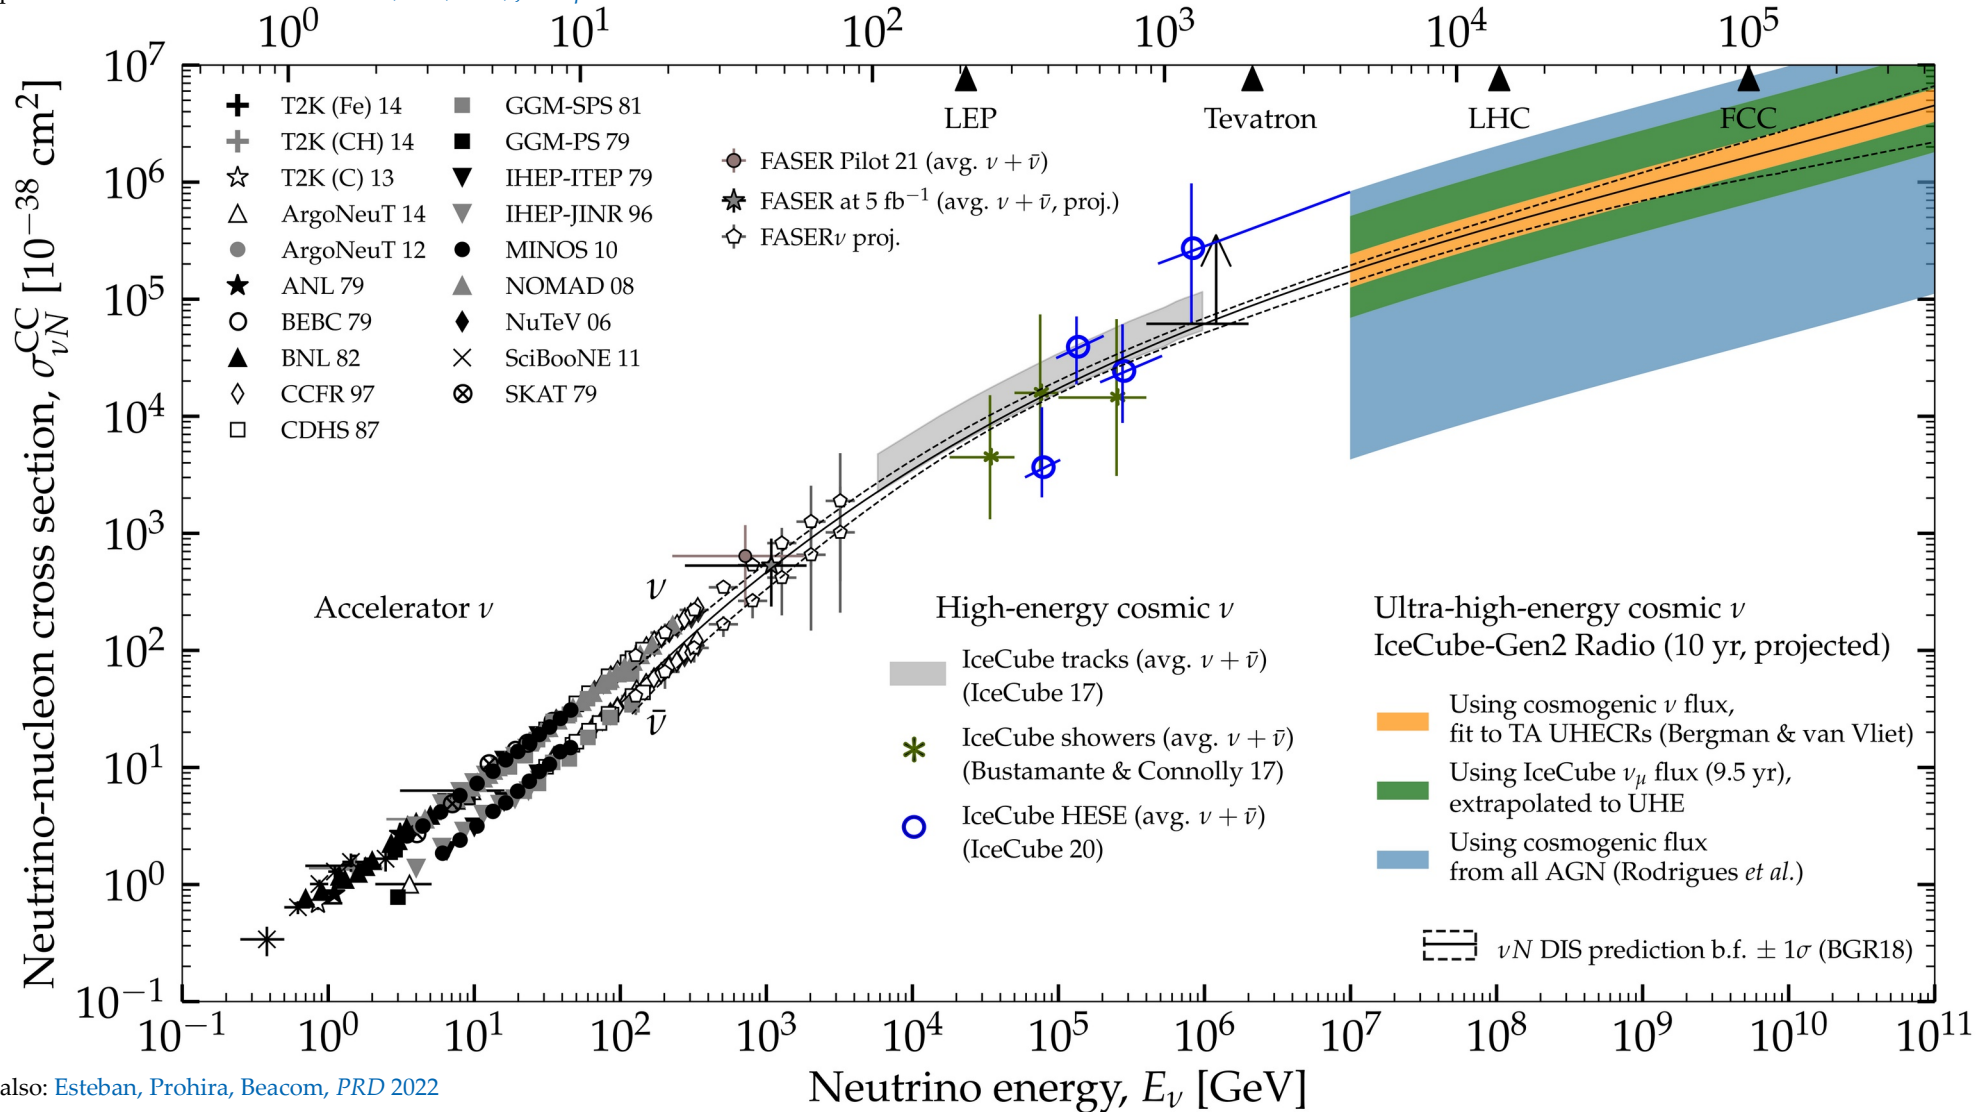 10⁰ 10¹ 10² 10³ 10⁴ 10⁵
10⁷
10⁶
10⁵
10⁴
10³
10²
10¹
10⁰
10⁻¹
Neutrino-nucleon cross section, σ_νN^CC [10⁻³⁸ cm²]
T2K (Fe) 14
T2K (CH) 14
T2K (C) 13
ArgoNeuT 14
ArgoNeuT 12
ANL 79
BEBC 79
BNL 82
CCFR 97
CDHS 87
GGM-SPS 81
GGM-PS 79
IHEP-ITEP 79
IHEP-JINR 96
MINOS 10
NOMAD 08
NuTeV 06
SciBooNE 11
SKAT 79
FASER Pilot 21 (avg. ν + ν̄)
FASER at 5 fb⁻¹ (avg. ν + ν̄, proj.)
FASERν proj.
LEP
Tevatron
LHC
FCC
ν
ν̄
Accelerator ν
High-energy cosmic ν
IceCube tracks (avg. ν + ν̄)
(IceCube 17)
IceCube showers (avg. ν + ν̄)
(Bustamante & Connolly 17)
IceCube HESE (avg. ν + ν̄)
(IceCube 20)
Ultra-high-energy cosmic ν
IceCube-Gen2 Radio (10 yr, projected)
Using cosmogenic ν flux,
fit to TA UHECRs (Bergman & van Vliet)
Using IceCube ν_μ flux (9.5 yr),
extrapolated to UHE
Using cosmogenic flux
from all AGN (Rodrigues et al.)
νN DIS prediction b.f. ± 1σ (BGR18)
10⁻¹ 10⁰ 10¹ 10² 10³ 10⁴ 10⁵ 10⁶ 10⁷ 10⁸ 10⁹ 10¹⁰ 10¹¹
Neutrino energy, E_ν [GeV]
also: Esteban, Prohira, Beacom, PRD 2022